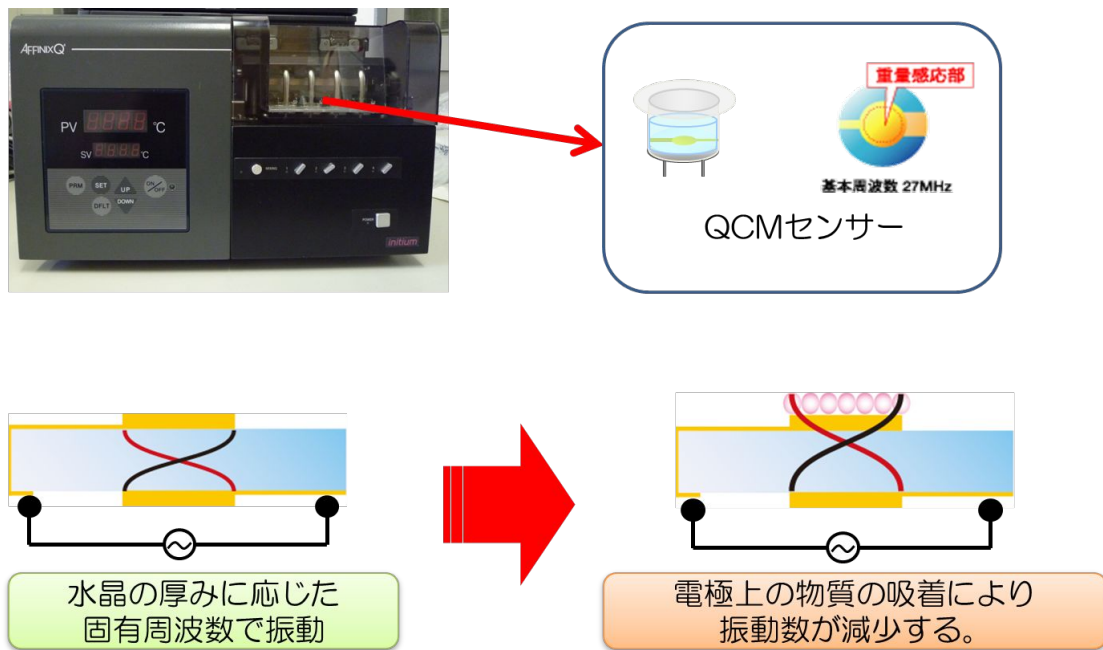 AFFINIXQ
PV
℃
SV
℃
PRM
SET
UP
ON/OFF
DFLT
DOWN
POWER
initium
重量感応部
基本周波数 27MHz
QCMセンサー
水晶の厚みに応じた
固有周波数で振動
電極上の物質の吸着により
振動数が減少する。